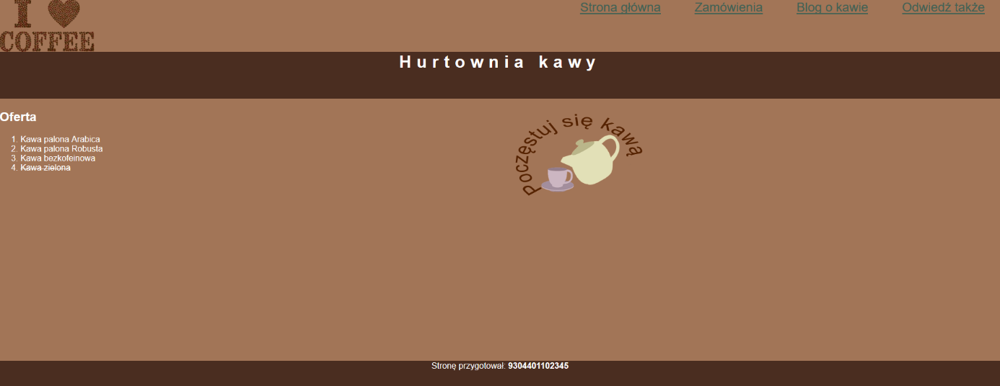 I
COFFEE
Strona główna Zamówienia Blog o kawie Odwiedź także
Hurtownia kawy
Oferta
1. Kawa palona Arabica
2. Kawa palona Robusta
3. Kawa bezkofeinowa
4. Kawa zielona
Poczęstuj się kawą
Stronę przygotował: 9304401102345